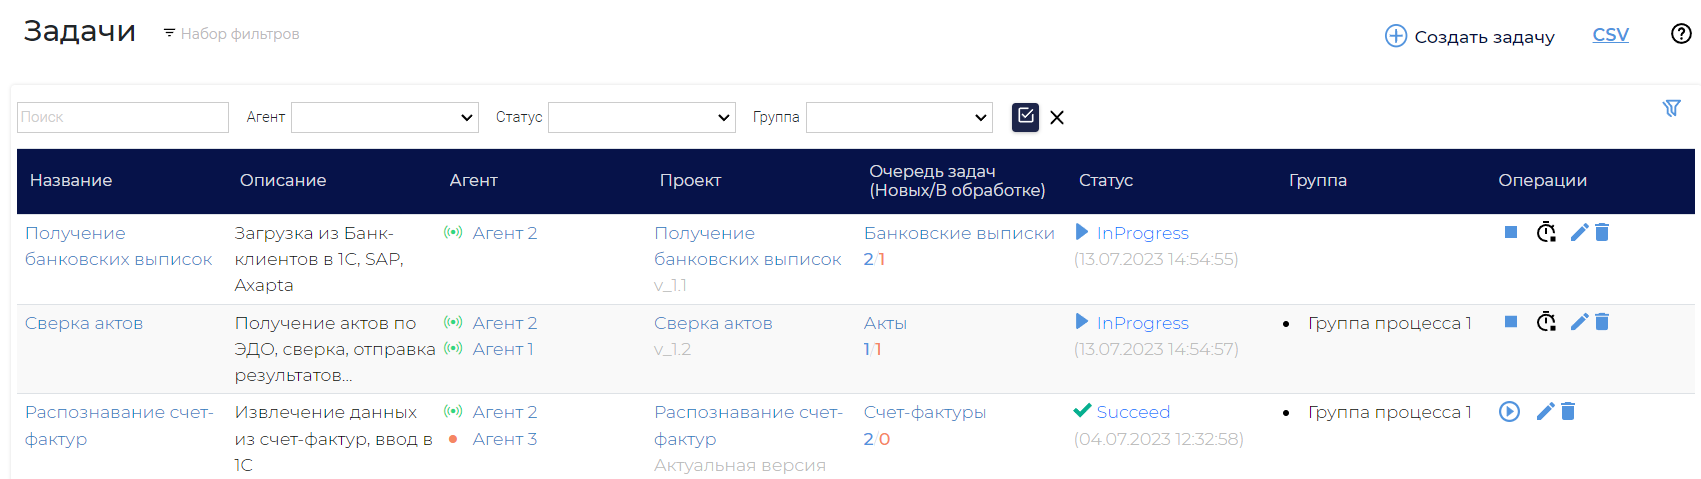 Задачи
Набор фильтров
Создать задачу
CSV
Поиск
Агент
Статус
Группа
Название
Описание
Агент
Проект
Очередь задач
(Новых/В обработке)
Статус
Группа
Операции
Получение
банковских выписок
Загрузка из Банк-
клиентов в 1С, SAP,
Axapta
Агент 2
Получение
банковских выписок
v_1.1
Банковские выписки
2/1
InProgress
(13.07.2023 14:54:55)
Сверка актов
Получение актов по
ЭДО, сверка, отправка
результатов...
Агент 2
Агент 1
Сверка актов
v_1.2
Акты
1/1
InProgress
(13.07.2023 14:54:57)
Группа процесса 1
Распознавание счет-
фактур
Извлечение данных
из счет-фактур, ввод в
1С
Агент 2
Агент 3
Распознавание счет-
фактур
Актуальная версия
Счет-фактуры
2/0
Succeed
(04.07.2023 12:32:58)
Группа процесса 1